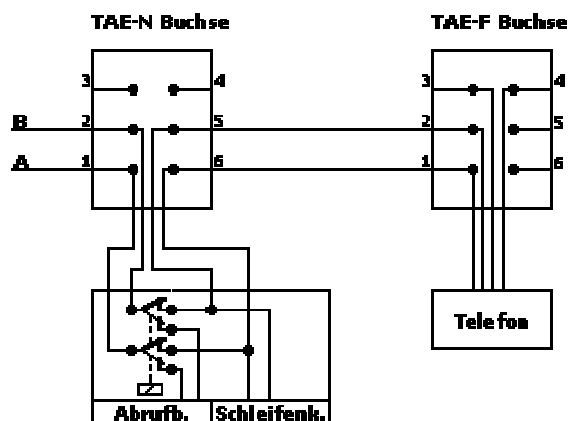 TAE-N Buchse
TAE-F Buchse
3 4 3 4
B 2 5 2 5
A 1 6 1 6
Telefon
Abrufb. Schleifenk.